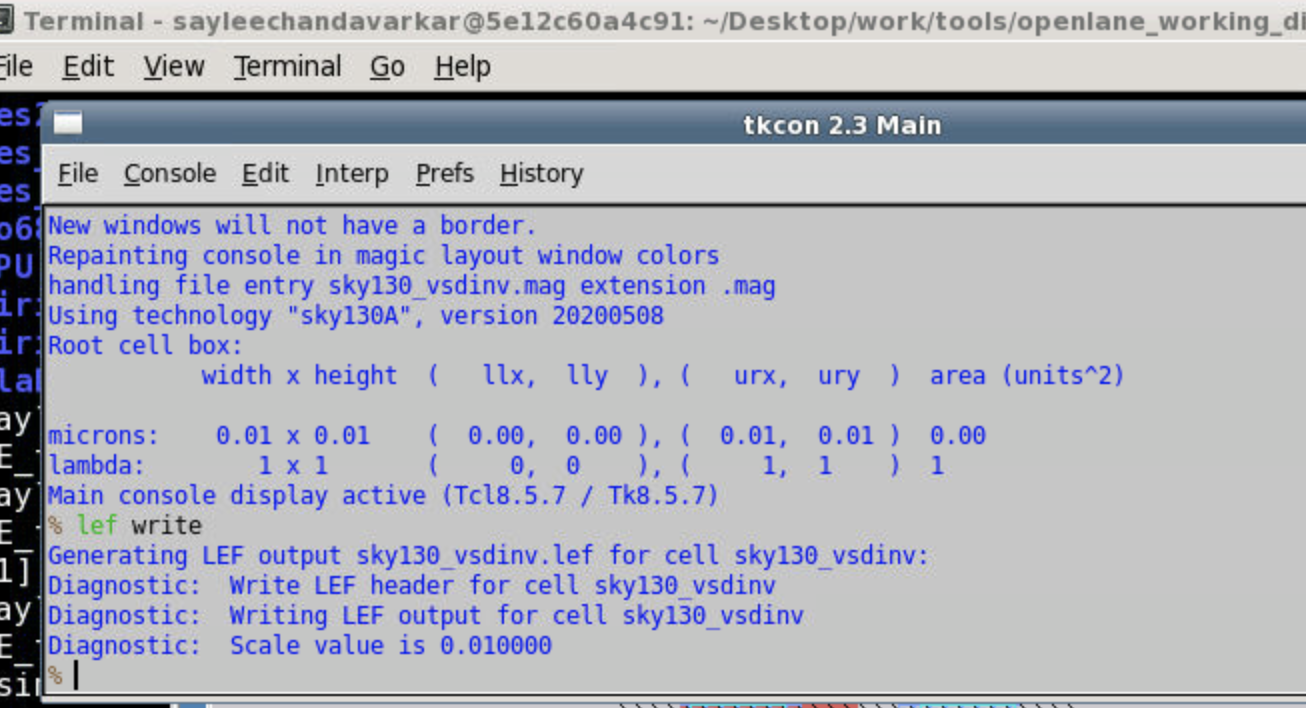 Terminal - sayleechandavarkar@5e12c60a4c91: ~/Desktop/work/tools/openlane_working_di
File Edit View Terminal Go Help
tkcon 2.3 Main
File Console Edit Interp Prefs History
New windows will not have a border.
Repainting console in magic layout window colors
handling file entry sky130_vsdinv.mag extension .mag
Using technology "sky130A", version 20200508
Root cell box:
width x height ( llx, lly ), ( urx, ury ) area (units^2)
microns: 0.01 x 0.01 ( 0.00, 0.00 ), ( 0.01, 0.01 ) 0.00
lambda: 1 x 1 ( 0, 0 ), ( 1, 1 ) 1
Main console display active (Tcl8.5.7 / Tk8.5.7)
% lef write
Generating LEF output sky130_vsdinv.lef for cell sky130_vsdinv:
Diagnostic: Write LEF header for cell sky130_vsdinv
Diagnostic: Writing LEF output for cell sky130_vsdinv
Diagnostic: Scale value is 0.010000
%